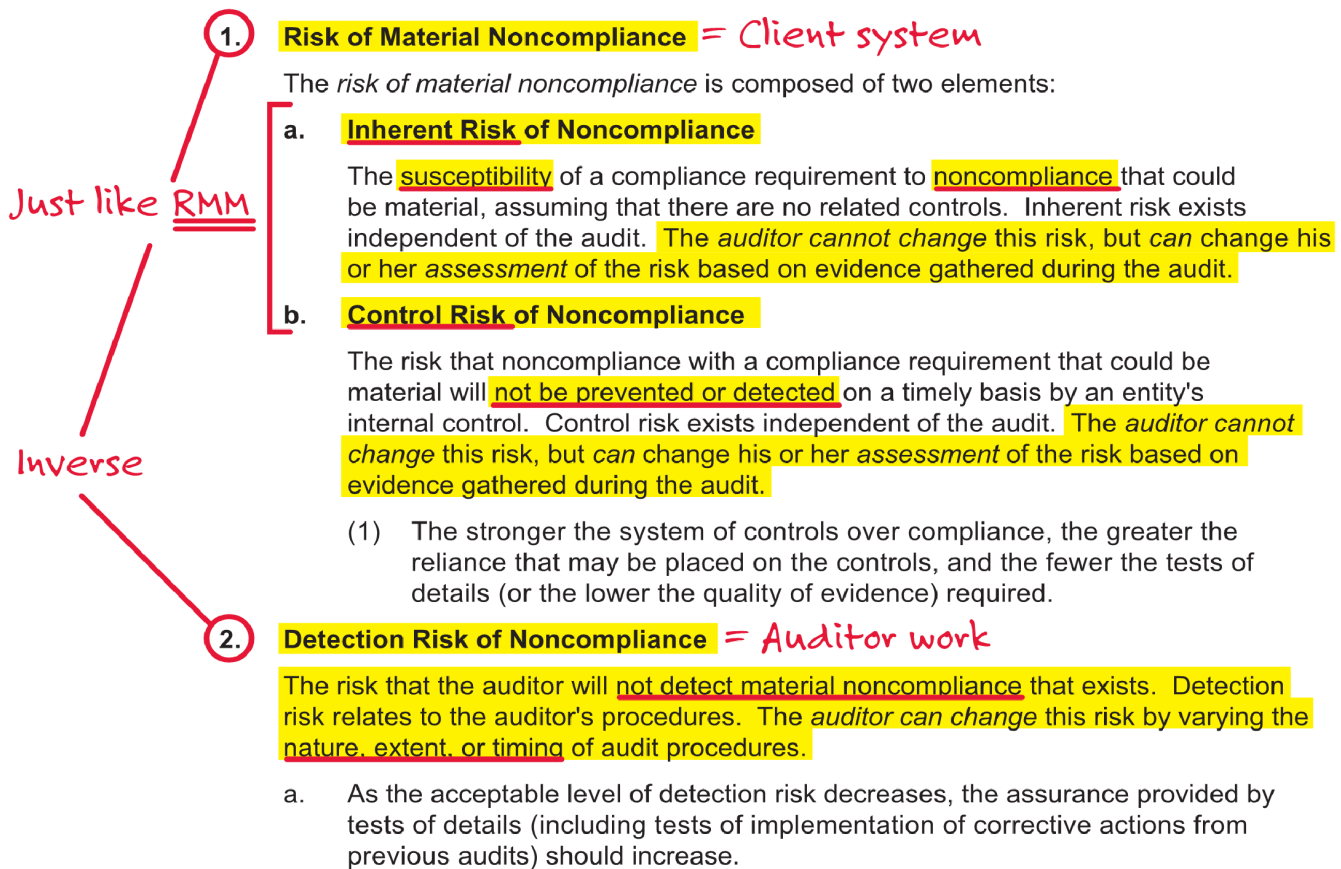 1. Risk of Material Noncompliance = Client system
The risk of material noncompliance is composed of two elements:
a. Inherent Risk of Noncompliance
The susceptibility of a compliance requirement to noncompliance that could
be material, assuming that there are no related controls. Inherent risk exists
independent of the audit. The auditor cannot change this risk, but can change his
or her assessment of the risk based on evidence gathered during the audit.
Just like RMM
b. Control Risk of Noncompliance
The risk that noncompliance with a compliance requirement that could be
material will not be prevented or detected on a timely basis by an entity's
internal control. Control risk exists independent of the audit. The auditor cannot
change this risk, but can change his or her assessment of the risk based on
evidence gathered during the audit.
Inverse
(1) The stronger the system of controls over compliance, the greater the
reliance that may be placed on the controls, and the fewer the tests of
details (or the lower the quality of evidence) required.
2. Detection Risk of Noncompliance = Auditor work
The risk that the auditor will not detect material noncompliance that exists. Detection
risk relates to the auditor's procedures. The auditor can change this risk by varying the
nature, extent, or timing of audit procedures.
a. As the acceptable level of detection risk decreases, the assurance provided by
tests of details (including tests of implementation of corrective actions from
previous audits) should increase.